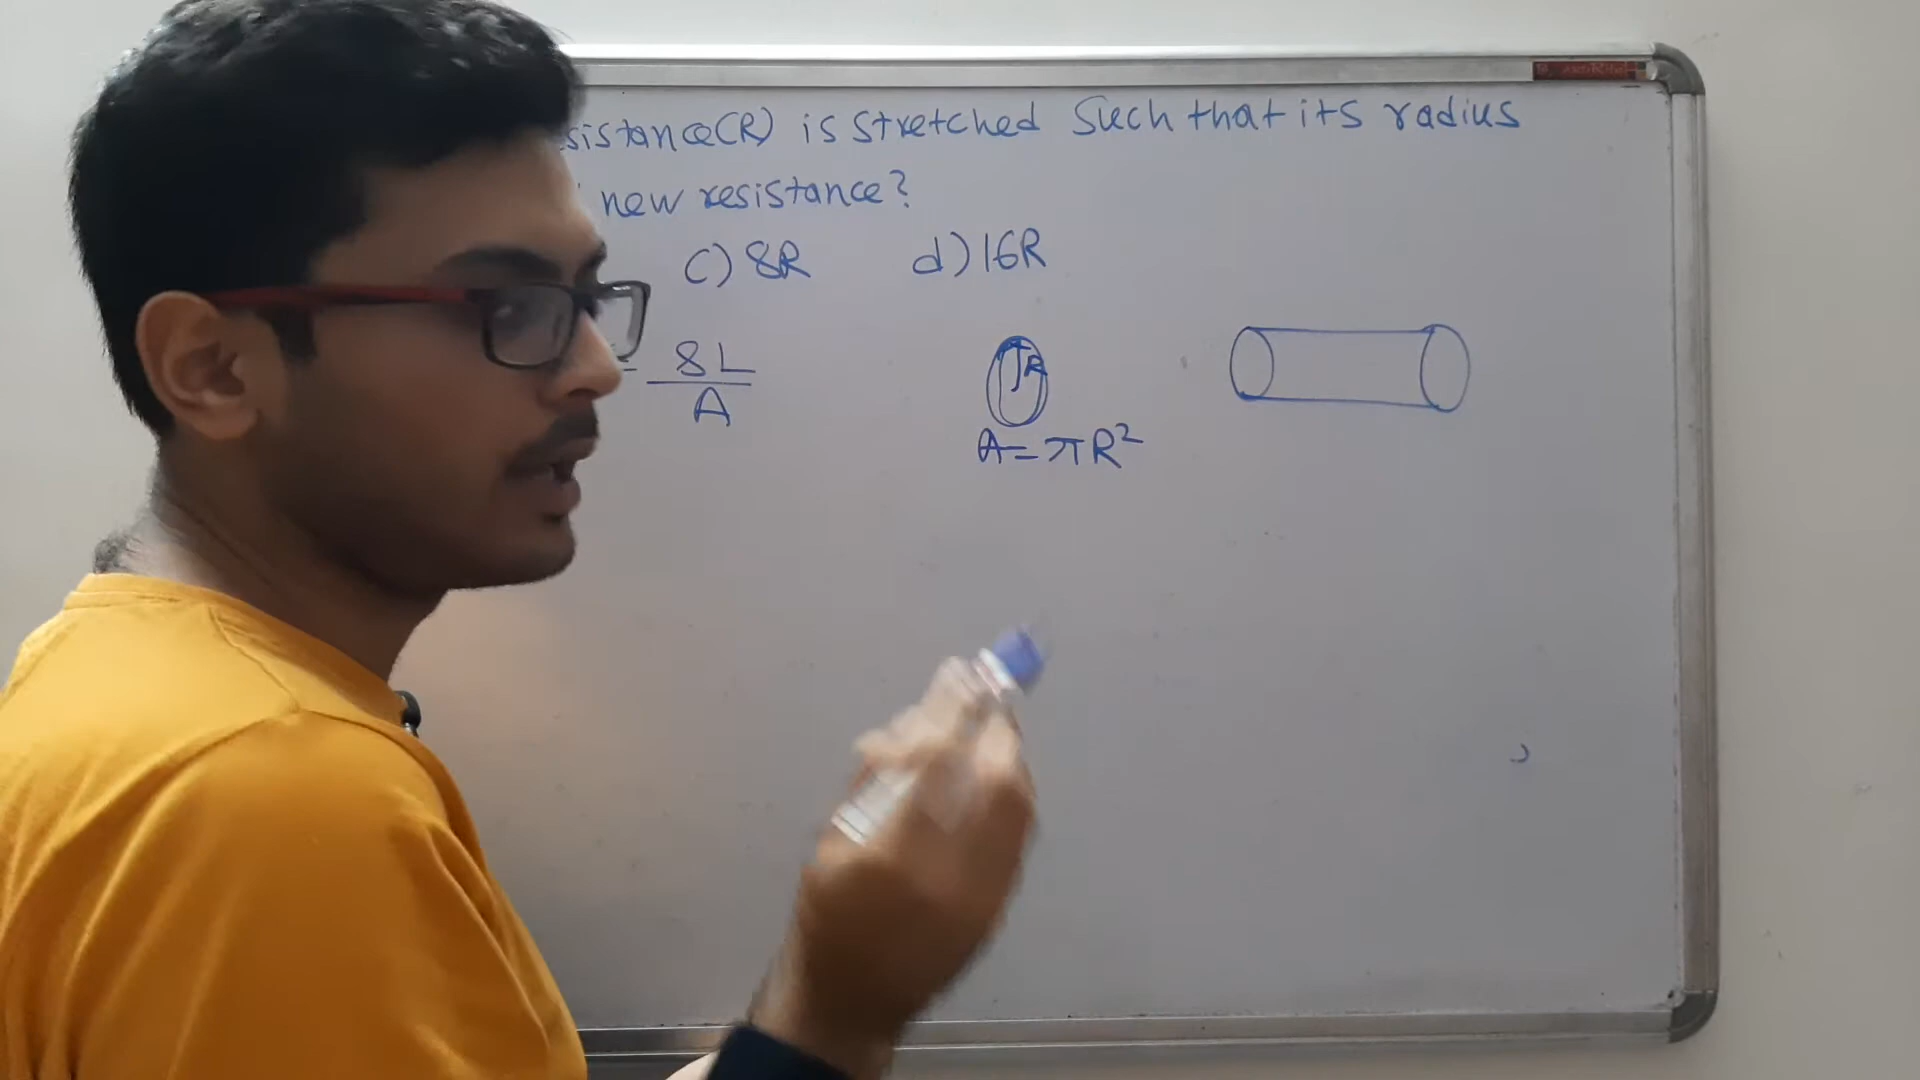 sistance(R) is stretched such that its radius
new resistance?
c) 8R d) 16R
= 8L
A
R
A = πR²